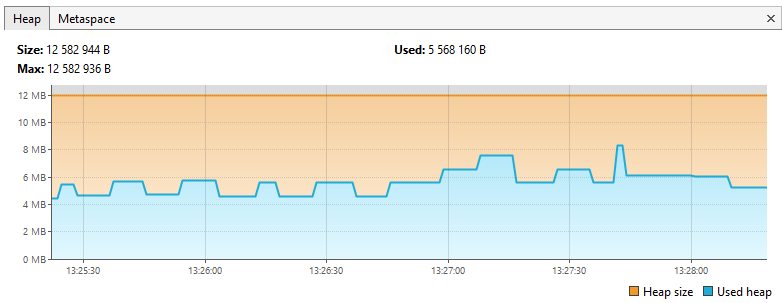 Heap Metaspace ×
Size: 12 582 944 B Used: 5 568 160 B
Max: 12 582 936 B
12 MB
10 MB
8 MB
6 MB
4 MB
2 MB
0 MB
13:25:30 13:26:00 13:26:30 13:27:00 13:27:30 13:28:00
Heap size Used heap